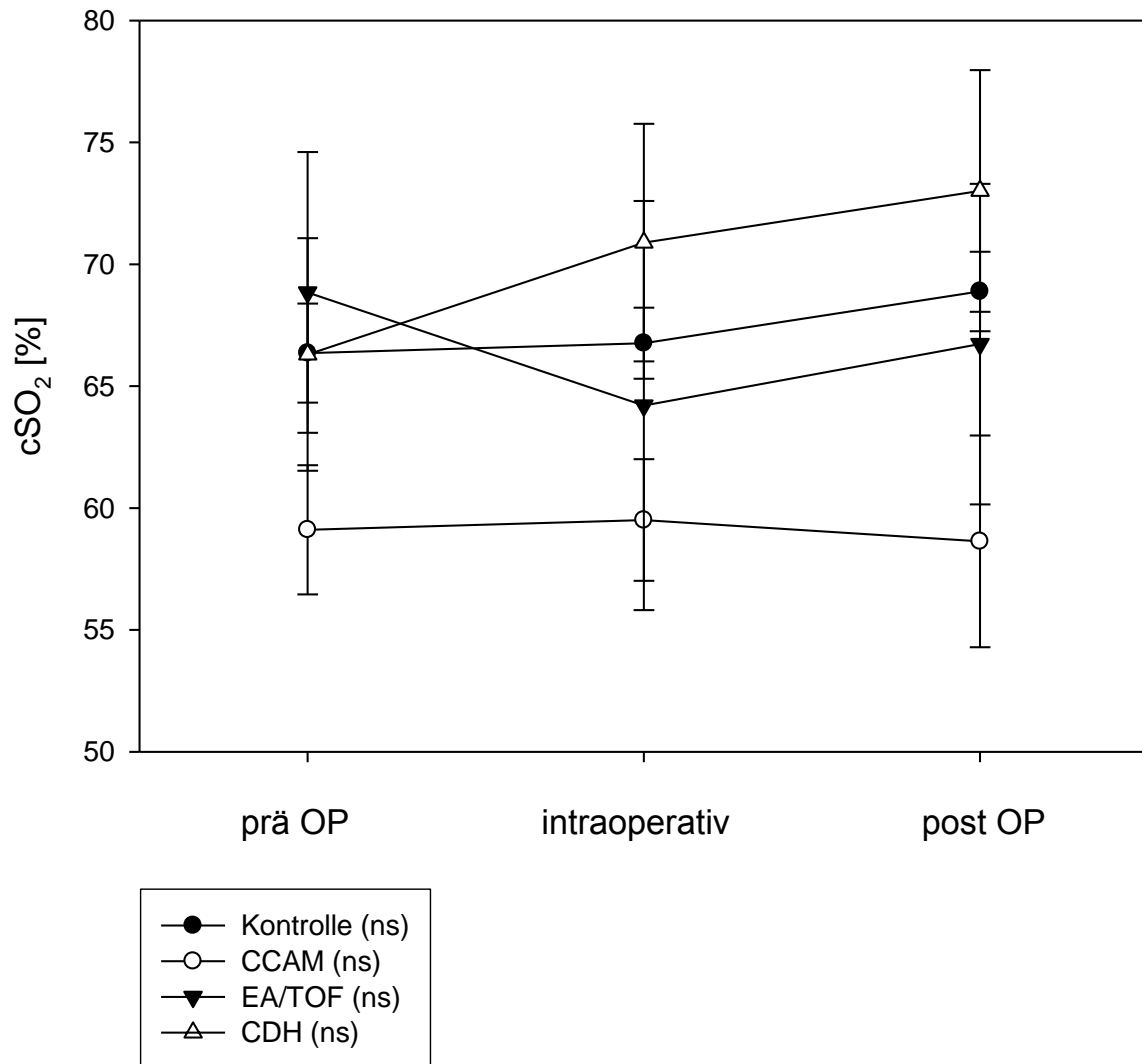 80
75
70
65
60
55
50
cSO₂ [%]
prä OP
intraoperativ
post OP
Kontrolle (ns)
CCAM (ns)
EA/TOF (ns)
CDH (ns)